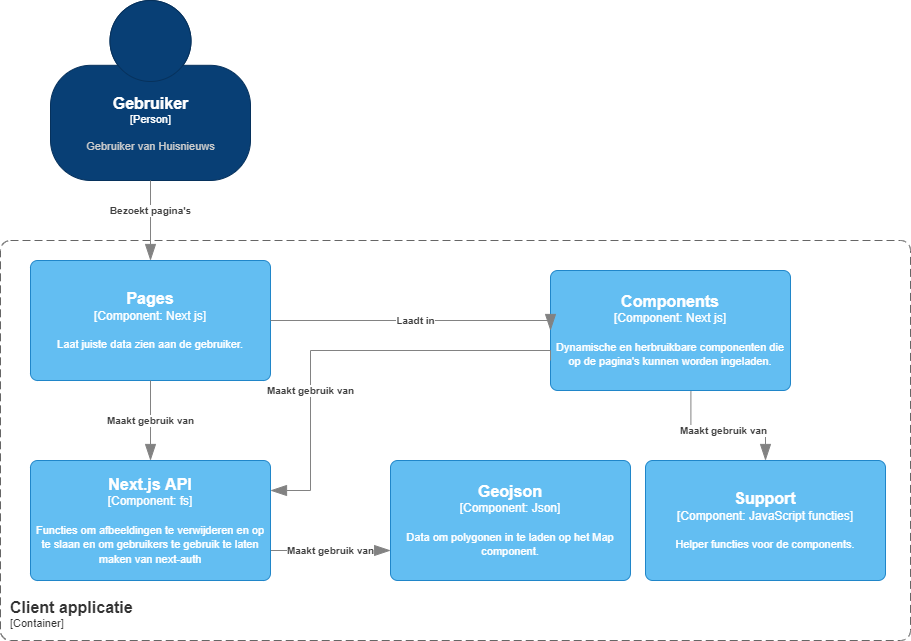 Gebruiker
[Person]
Gebruiker van Huisnieuws
Bezoekt pagina's
Pages
[Component: Next js]
Laat juiste data zien aan de gebruiker.
Laadt in
Components
[Component: Next js]
Dynamische en herbruikbare componenten die
op de pagina's kunnen worden ingeladen.
Maakt gebruik van
Maakt gebruik van
Maakt gebruik van
Next.js API
[Component: fs]
Functies om afbeeldingen te verwijderen en op
te slaan en om gebruikers te gebruik te laten
maken van next-auth
Maakt gebruik van
Geojson
[Component: Json]
Data om polygonen in te laden op het Map
component.
Support
[Component: JavaScript functies]
Helper functies voor de components.
Client applicatie
[Container]